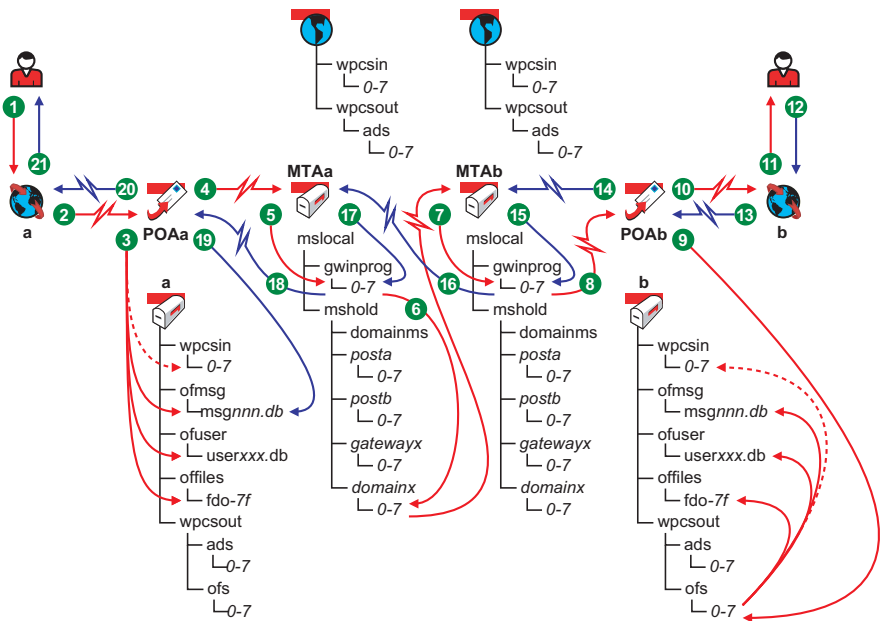 wpcsin
0-7
wpcsout
ads
0-7
wpcsin
0-7
wpcsout
ads
0-7
1
21
12
11
MTAa
MTAb
2
20
4
5
17
7
15
14
10
13
a
POAa
POAb
b
3
19
9
mslocal
gwinprog
0-7
18
6
16
8
mslocal
gwinprog
0-7
mshold
domainms
posta
0-7
postb
0-7
gatewayx
0-7
domainx
0-7
mshold
domainms
posta
0-7
postb
0-7
gatewayx
0-7
domainx
0-7
a
wpcsin
0-7
ofmsg
msgnnn.db
ofuser
userxxx.db
offiles
fdo-7f
wpcsout
ads
0-7
ofs
0-7
b
wpcsin
0-7
ofmsg
msgnnn.db
ofuser
userxxx.db
offiles
fdo-7f
wpcsout
ads
0-7
ofs
0-7